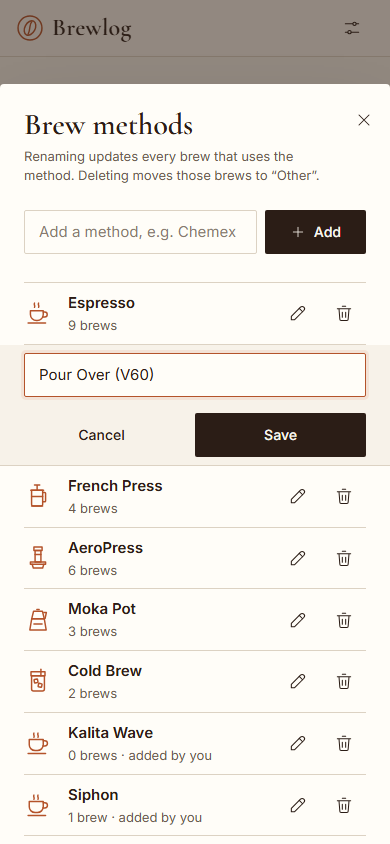 Brewlog
Brew methods
Renaming updates every brew that uses the
method. Deleting moves those brews to “Other”.
Add a method, e.g. Chemex
Add
Espresso
9 brews
Pour Over (V60)
Cancel
Save
French Press
4 brews
AeroPress
6 brews
Moka Pot
3 brews
Cold Brew
2 brews
Kalita Wave
0 brews · added by you
Siphon
1 brew · added by you